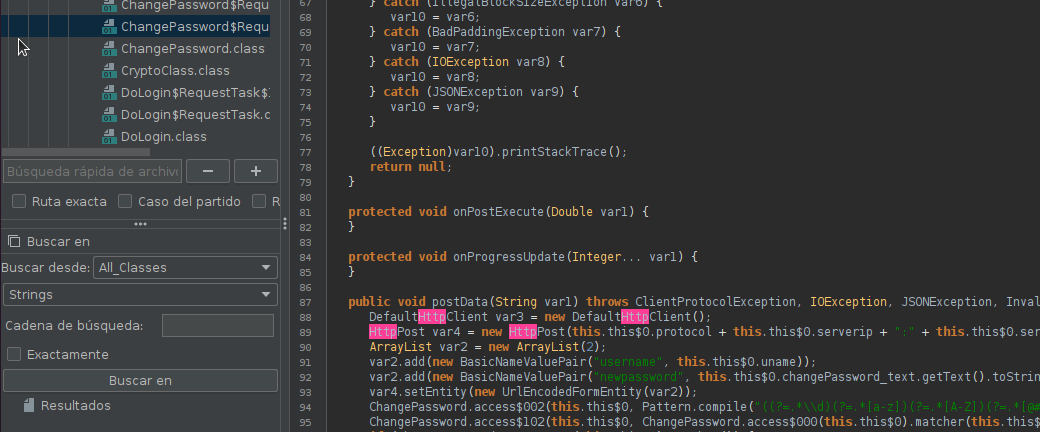 ChangePassword$Requ
ChangePassword$Requ
ChangePassword.class
CryptoClass.class
DoLogin$RequestTask$
DoLogin$RequestTask.c
DoLogin.class
Búsqueda rápida de archivo
Ruta exacta
Caso del partido
R
Buscar en
Buscar desde: All_Classes
Strings
Cadena de búsqueda:
Exactamente
Buscar en
Resultados
67 } catch (IllegalBlockSizeException var6) {
68 var10 = var6;
69 } catch (BadPaddingException var7) {
70 var10 = var7;
71 } catch (IOException var8) {
72 var10 = var8;
73 } catch (JSONException var9) {
74 var10 = var9;
75 }
76
77 ((Exception)var10).printStackTrace();
78 return null;
79 }
80
81 protected void onPostExecute(Double var1) {
82 }
83
84 protected void onProgressUpdate(Integer... var1) {
85 }
86
87 public void postData(String var1) throws ClientProtocolException, IOException, JSONException, Inval
88 DefaultHttpClient var3 = new DefaultHttpClient();
89 HttpPost var4 = new HttpPost(this.this$0.protocol + this.this$0.serverip + ":" + this.this$0.ser
90 ArrayList var2 = new ArrayList(2);
91 var2.add(new BasicNameValuePair("username", this.this$0.uname));
92 var2.add(new BasicNameValuePair("newpassword", this.this$0.changePassword_text.getText().toStrin
93 var4.setEntity(new UrlEncodedFormEntity(var2));
94 ChangePassword.access$002(this.this$0, Pattern.compile("((?=.*\\d)(?=.*[a-z])(?=.*[A-Z])(?=.*[@#
95 ChangePassword.access$102(this.this$0, ChangePassword.access$000(this.this$0).matcher(this.this$